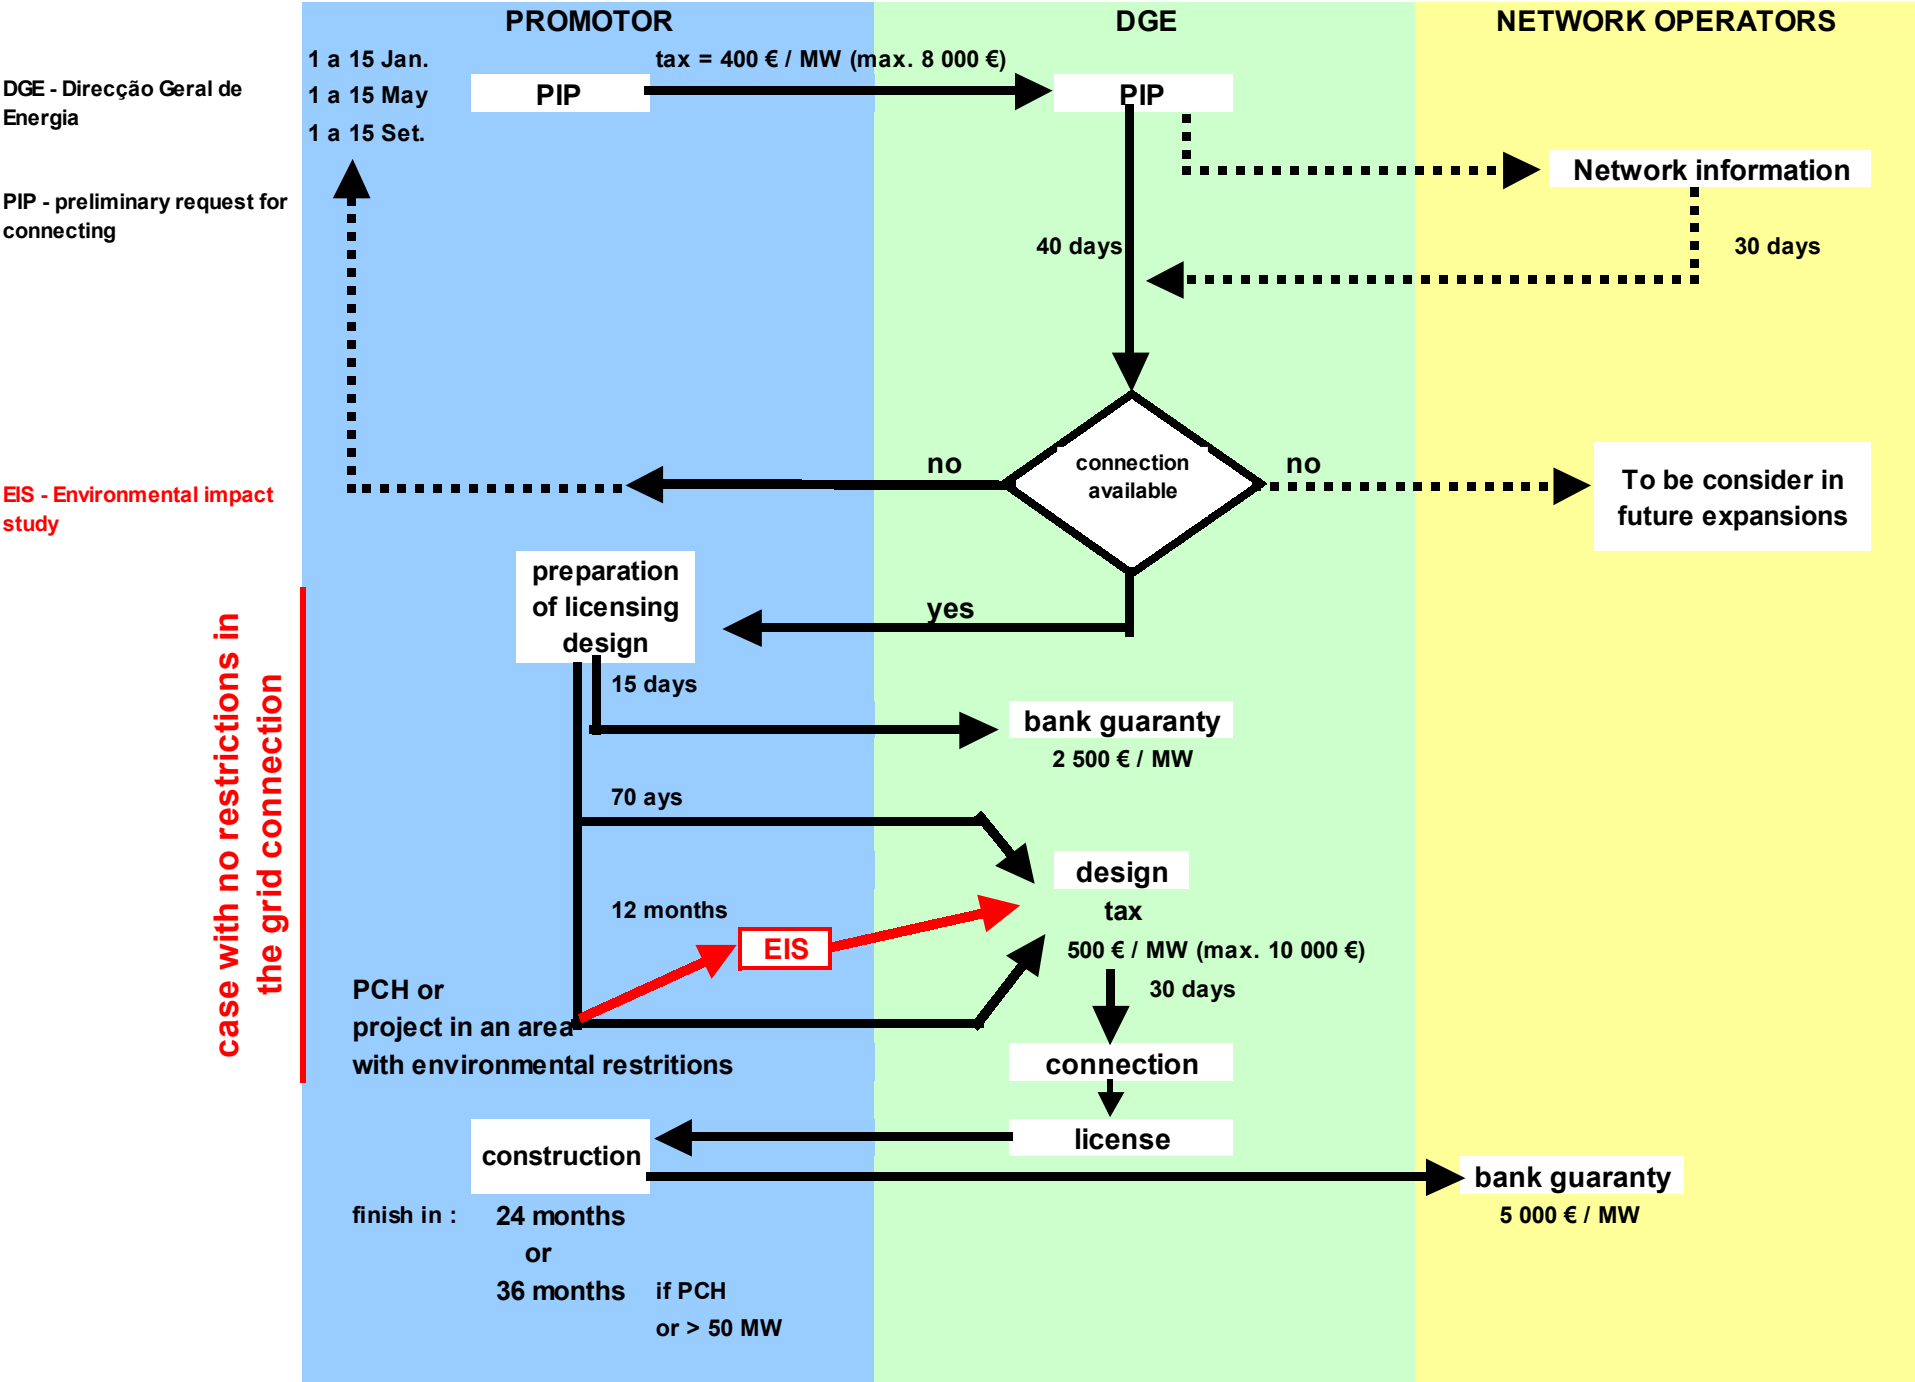 PROMOTOR
DGE
NETWORK OPERATORS
DGE - Direcção Geral de
Energia
PIP - preliminary request for
connecting
EIS - Environmental impact
study
1 a 15 Jan.
1 a 15 May
1 a 15 Set.
tax = 400 € / MW (max. 8 000 €)
PIP
PIP
Network information
40 days
30 days
no
connection
available
no
To be consider in
future expansions
yes
preparation
of licensing
design
15 days
bank guaranty
2 500 € / MW
70 ays
case with no restrictions in
the grid connection
design
tax
500 € / MW (max. 10 000 €)
12 months
EIS
30 days
PCH or
project in an area
with environmental restritions
connection
license
construction
bank guaranty
5 000 € / MW
finish in :
24 months
or
36 months
if PCH
or > 50 MW